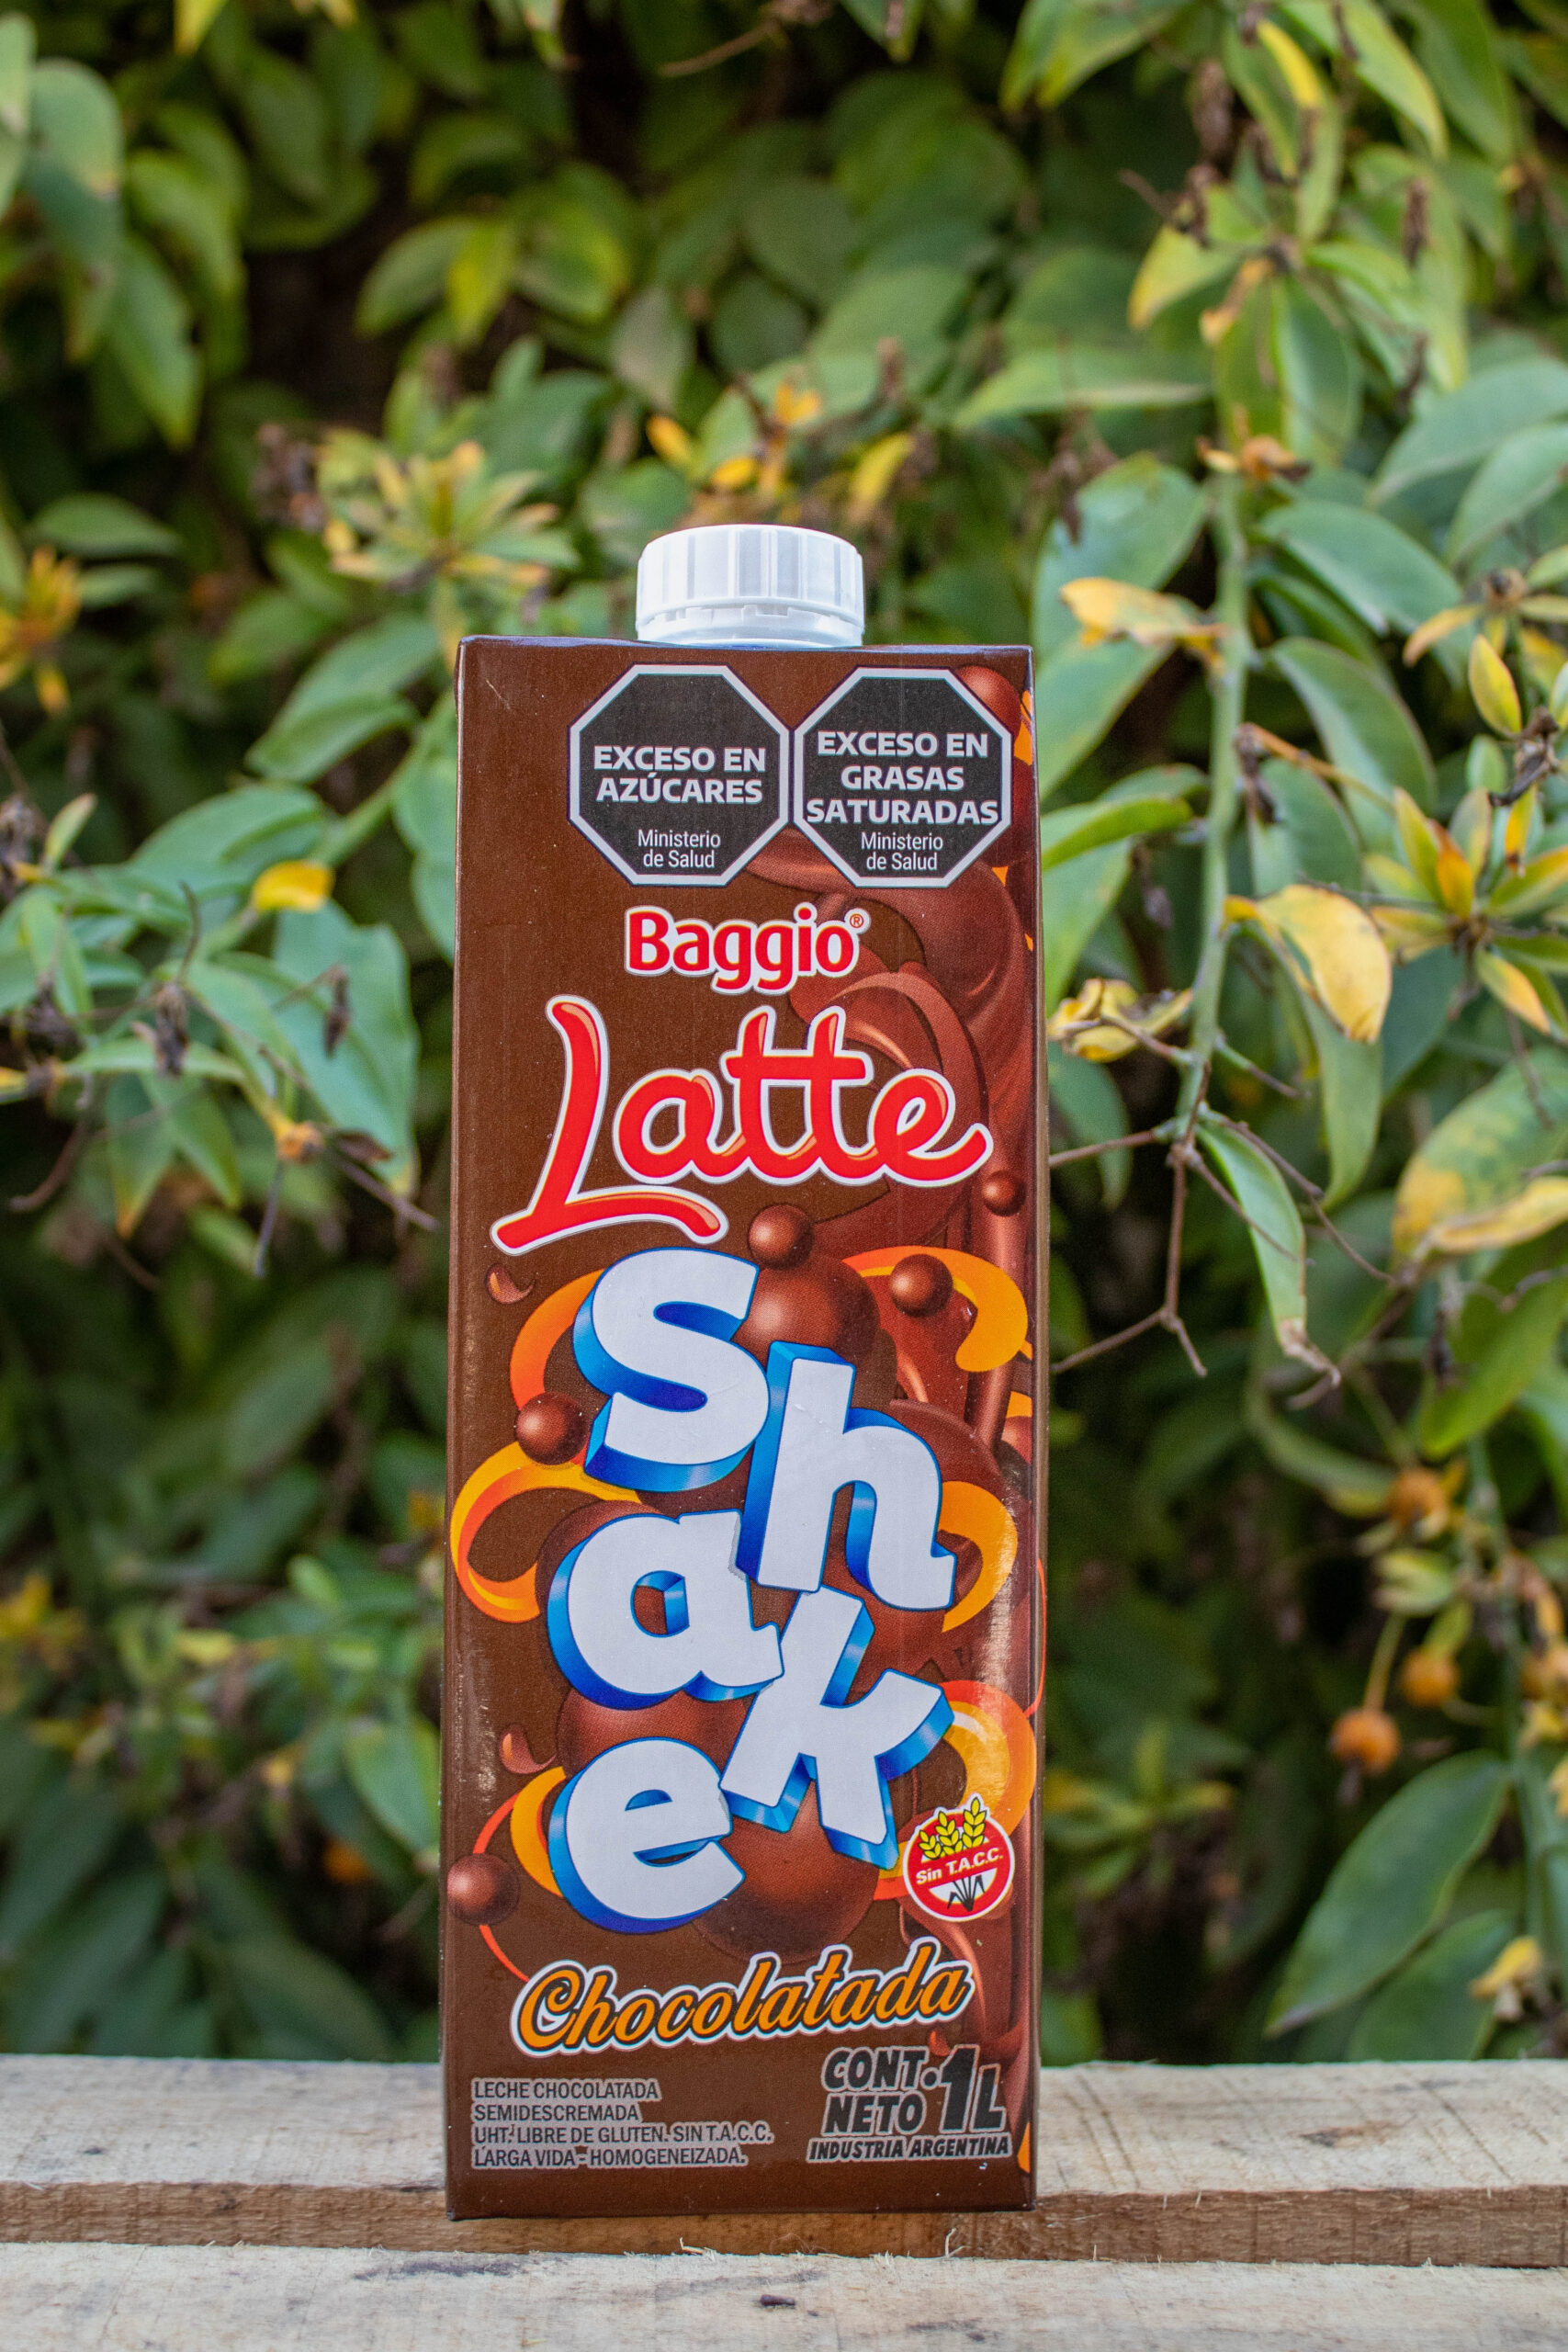 EXCESO EN
AZÚCARES
Ministerio
de Salud
EXCESO EN
GRASAS
SATURADAS
Ministerio
de Salud
Baggio®
Latte
Shake
Sin T.A.C.C.
Chocolatada
LECHE CHOCOLATADA
SEMIDESCREMADA
UHT. LIBRE DE GLUTEN. SIN T.A.C.C.
LARGA VIDA - HOMOGENEIZADA.
CONT.
NETO 1L
INDUSTRIA ARGENTINA